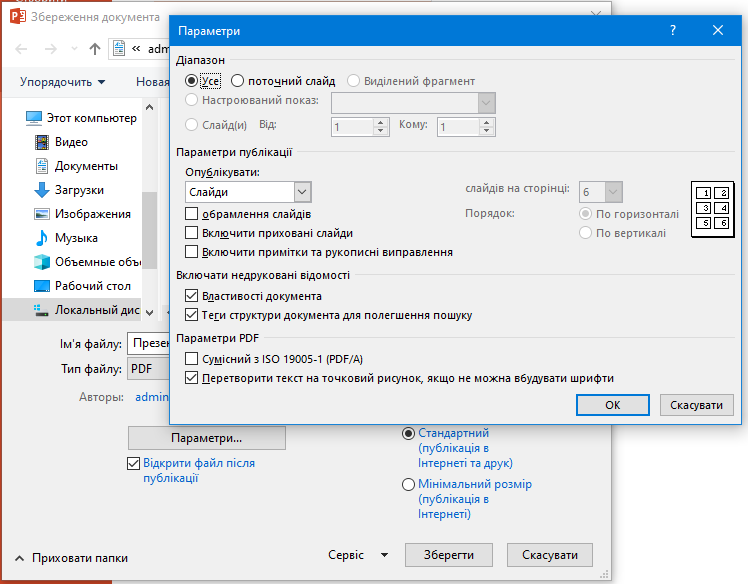 Збереження документа
« adm
Упорядочить
Новая
Этот компьютер
Видео
Документы
Загрузки
Изображения
Музыка
Объемные объ
Рабочий стол
Локальный дис
Ім'я файлу: Презен
Тип файлу: PDF
Авторы: admin
Параметри...
Відкрити файл після
публікації
Стандартний
(публікація в
Інтернеті та друк)
Мінімальний розмір
(публікація в
Інтернеті)
Приховати папки
Сервіс
Зберегти
Скасувати
Параметри
?
Діапазон
Усе
поточний слайд
Виділений фрагмент
Настроюваний показ:
Слайд(и)
Від:
1
Кому:
1
Параметри публікації
Опублікувати:
Слайди
слайдів на сторінці:
6
обрамлення слайдів
Порядок:
По горизонталі
Включити приховані слайди
По вертикалі
Включити примітки та рукописні виправлення
1 2
3 4
5 6
Включати недруковані відомості
Властивості документа
Теги структури документа для полегшення пошуку
Параметри PDF
Сумісний з ISO 19005-1 (PDF/A)
Перетворити текст на точковий рисунок, якщо не можна вбудувати шрифти
ОК
Скасувати